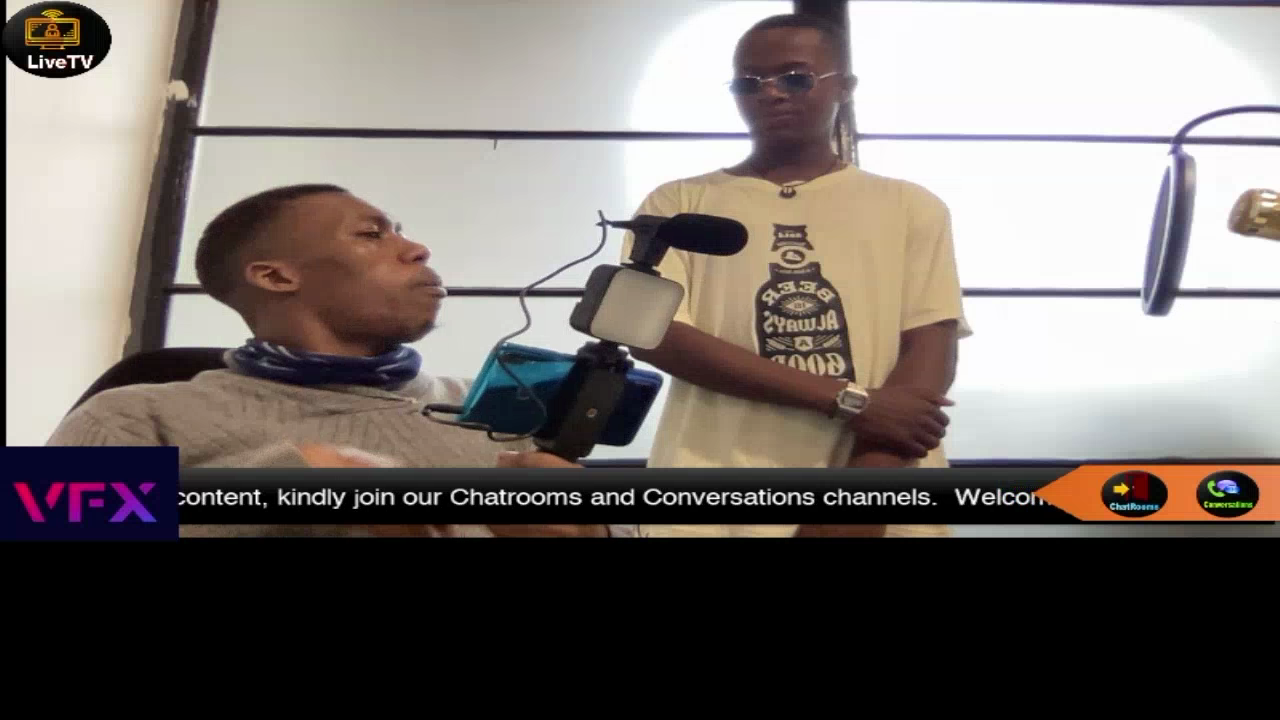 LiveTV
BEER
ALWAYS
A
GOOD
VFX
content, kindly join our Chatrooms and Conversations channels. Welcom
ChatRooms
Conversations